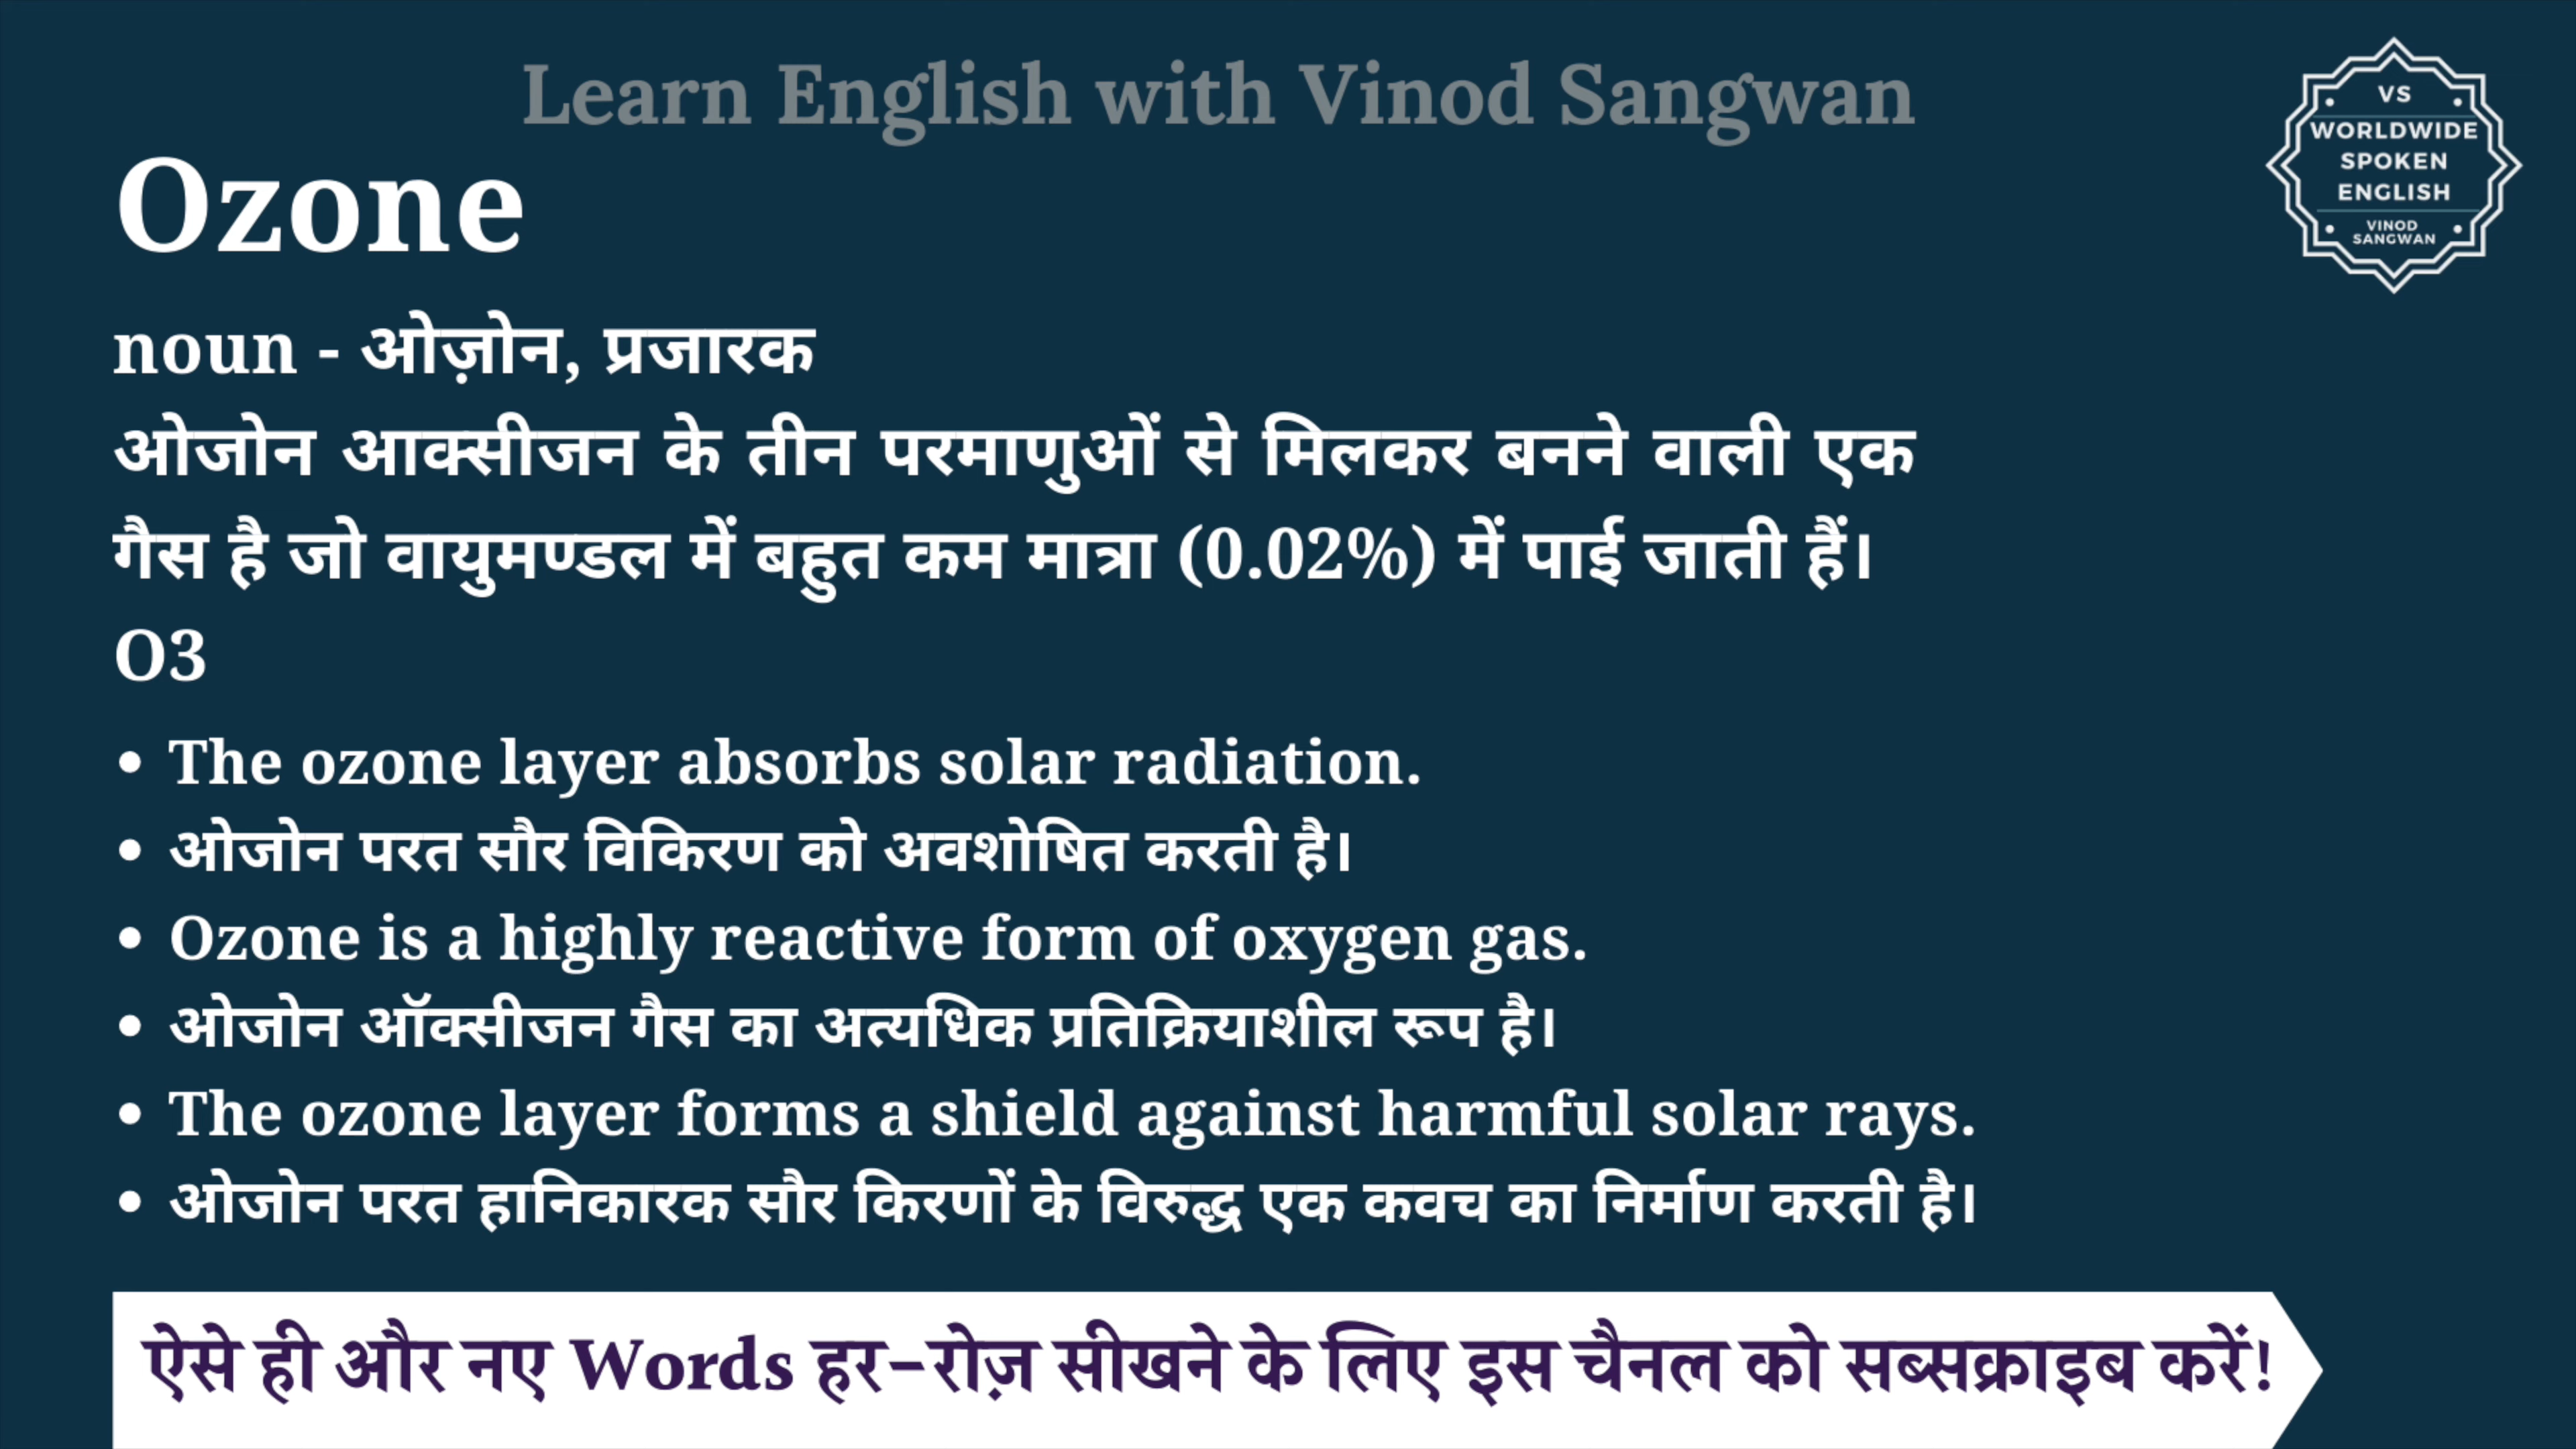 Learn English with Vinod Sangwan
VS
WORLDWIDE
SPOKEN
ENGLISH
VINOD
SANGWAN
Ozone
noun - ओज़ोन, प्रजारक
ओजोन आक्सीजन के तीन परमाणुओं से मिलकर बनने वाली एक
गैस है जो वायुमण्डल में बहुत कम मात्रा (0.02%) में पाई जाती हैं।
O3
• The ozone layer absorbs solar radiation.
• ओजोन परत सौर विकिरण को अवशोषित करती है।
• Ozone is a highly reactive form of oxygen gas.
• ओजोन ऑक्सीजन गैस का अत्यधिक प्रतिक्रियाशील रूप है।
• The ozone layer forms a shield against harmful solar rays.
• ओजोन परत हानिकारक सौर किरणों के विरुद्ध एक कवच का निर्माण करती है।
ऐसे ही और नए Words हर-रोज़ सीखने के लिए इस चैनल को सब्सक्राइब करें!